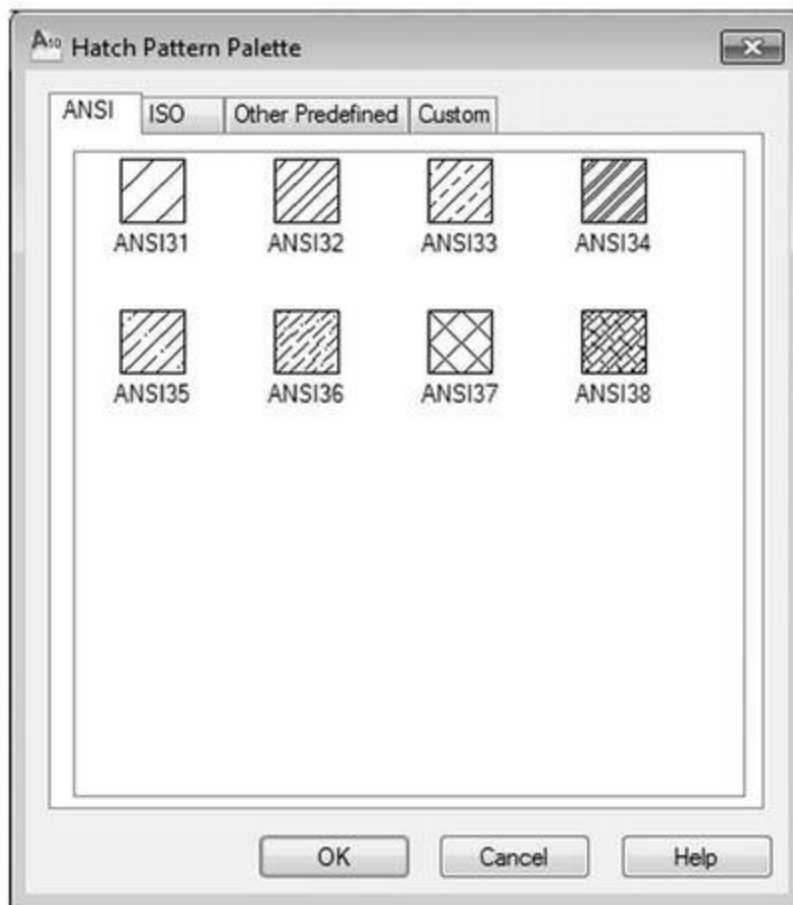 A10 Hatch Pattern Palette
ANSI ISO Other Predefined Custom
ANSI31 ANSI32 ANSI33 ANSI34
ANSI35 ANSI36 ANSI37 ANSI38
OK Cancel Help